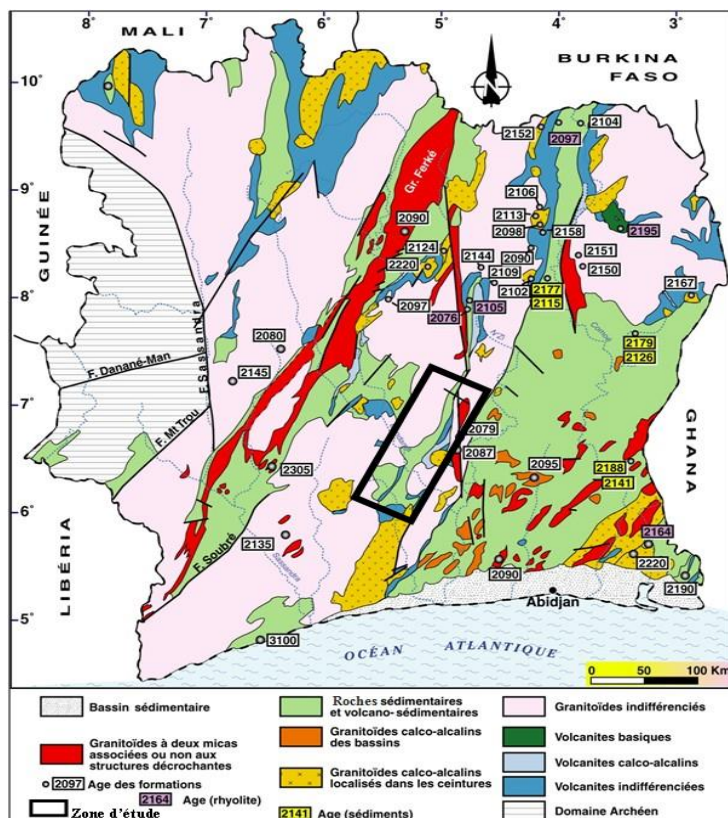 MALI
8° 7° 6° 5° 4° 3°
BURKINA
FASO
N
10°
2152 2104
2097
Gr. Ferké
9°
2106
2113
2098 2158 2195
2090
2124
2220 2144 2090 2151
2109 2150
GUINÉE
8°
2102 2177 2167
2097 2105 2115
2076
2179
2126
2080
F. Sassandra
F. Danané-Man
2145
7°
F. Mt Trou
2079
2087
GHANA
2305
2095 2188
2141
6°
LIBÉRIA
2135
2164
F. Soubré
Sassandra
2220
2090 2190
5°
Abidjan
3100
OCÉAN ATLANTIQUE
0 50 100 Km
Bassin sédimentaire
Roches sédimentaires
et volcano-sédimentaires
Granitoïdes indifférenciés
Granitoïdes à deux micas
associées ou non aux
structures décrochantes
Granitoïdes calco-alcalins
des bassins
Volcanites basiques
Volcanites calco-alcalins
2097 Age des formations
Granitoïdes calco-alcalins
localisés dans les ceintures
Volcanites indifférenciées
2164 Age (rhyolite)
Zone d'étude
2141 Age (sédiments)
Domaine Archéen